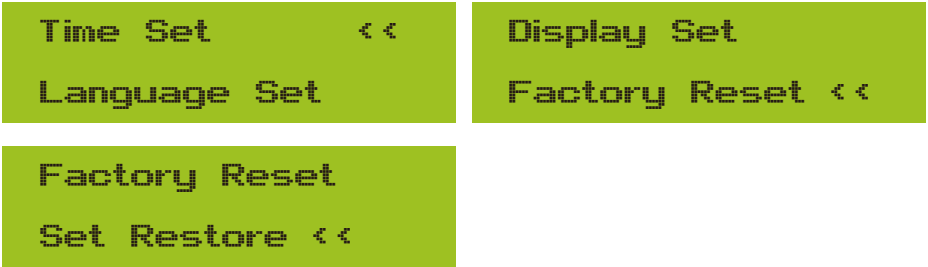 Time Set <<
Language Set
Display Set
Factory Reset <<
Factory Reset
Set Restore <<